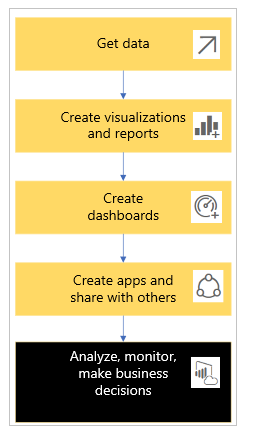 Get data
Create visualizations
and reports
Create
dashboards
Create apps and
share with others
Analyze, monitor,
make business
decisions